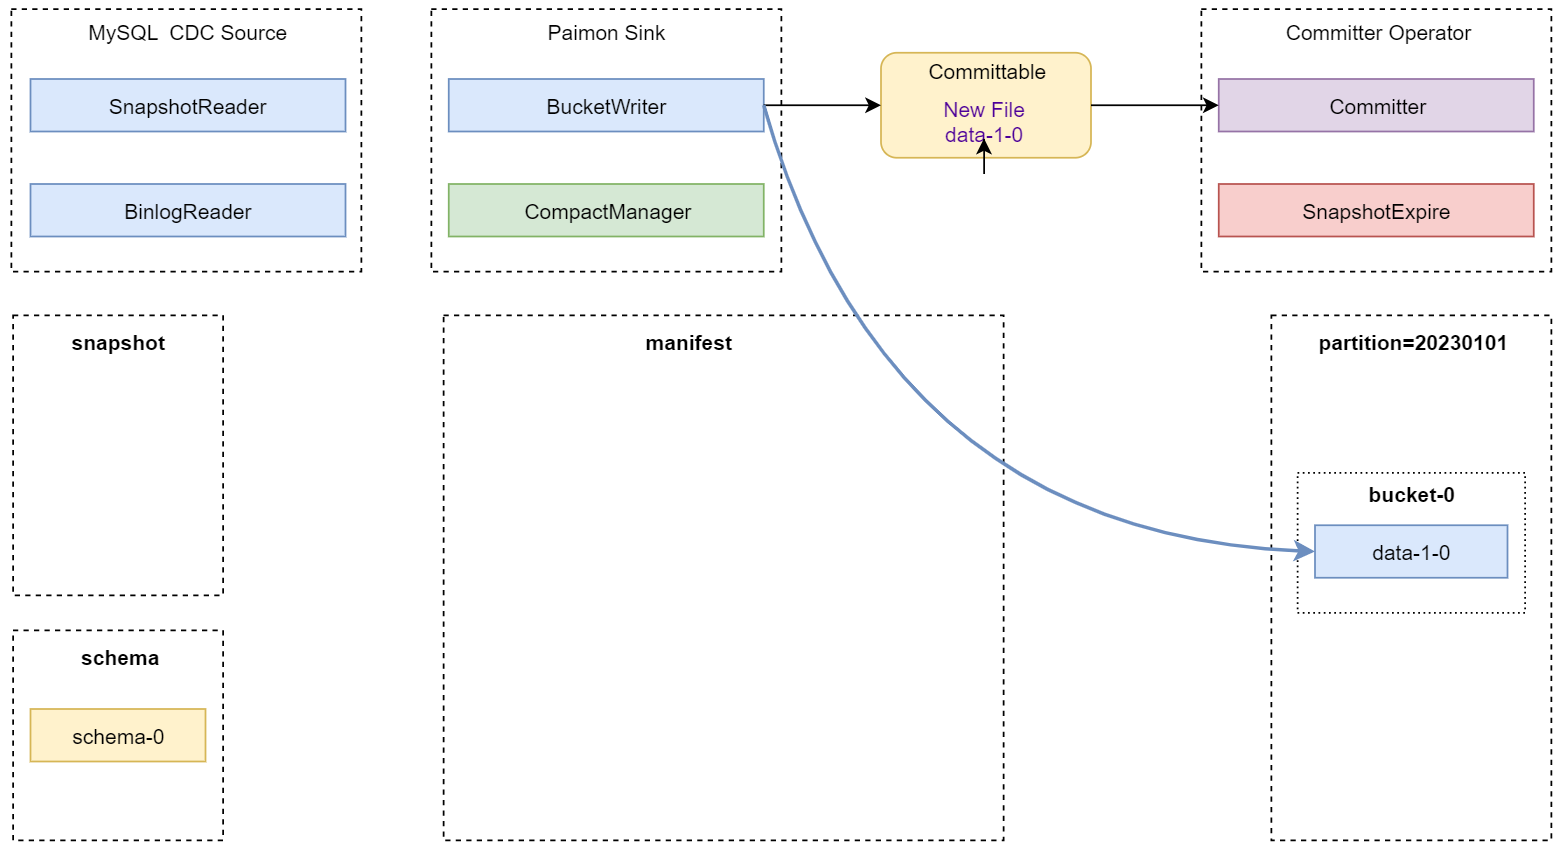 MySQL  CDC Source
SnapshotReader
BinlogReader
Paimon Sink
BucketWriter
CompactManager
Committable
New File
data-1-0
Committer Operator
Committer
SnapshotExpire
snapshot
manifest
partition=20230101
bucket-0
data-1-0
schema
schema-0